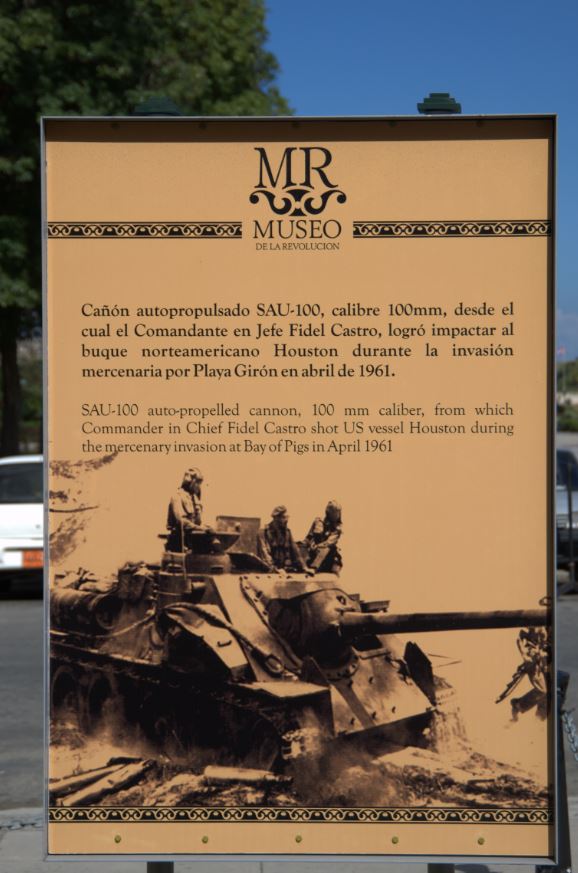 MR
MUSEO
DE LA REVOLUCION
Cañón autopropulsado SAU-100, calibre 100mm, desde el
cual el Comandante en Jefe Fidel Castro, logró impactar al
buque norteamericano Houston durante la invasión
mercenaria por Playa Girón en abril de 1961.
SAU-100 auto-propelled cannon, 100 mm caliber, from which
Commander in Chief Fidel Castro shot US vessel Houston during
the mercenary invasion at Bay of Pigs in April 1961